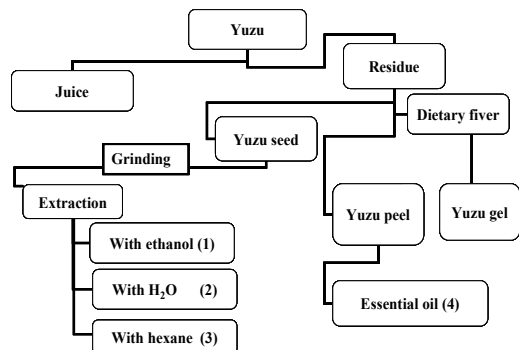 Yuzu
Juice
Residue
Dietary fiver
Yuzu seed
Grinding
Extraction
Yuzu peel
Yuzu gel
With ethanol (1)
With H₂O (2)
With hexane (3)
Essential oil (4)